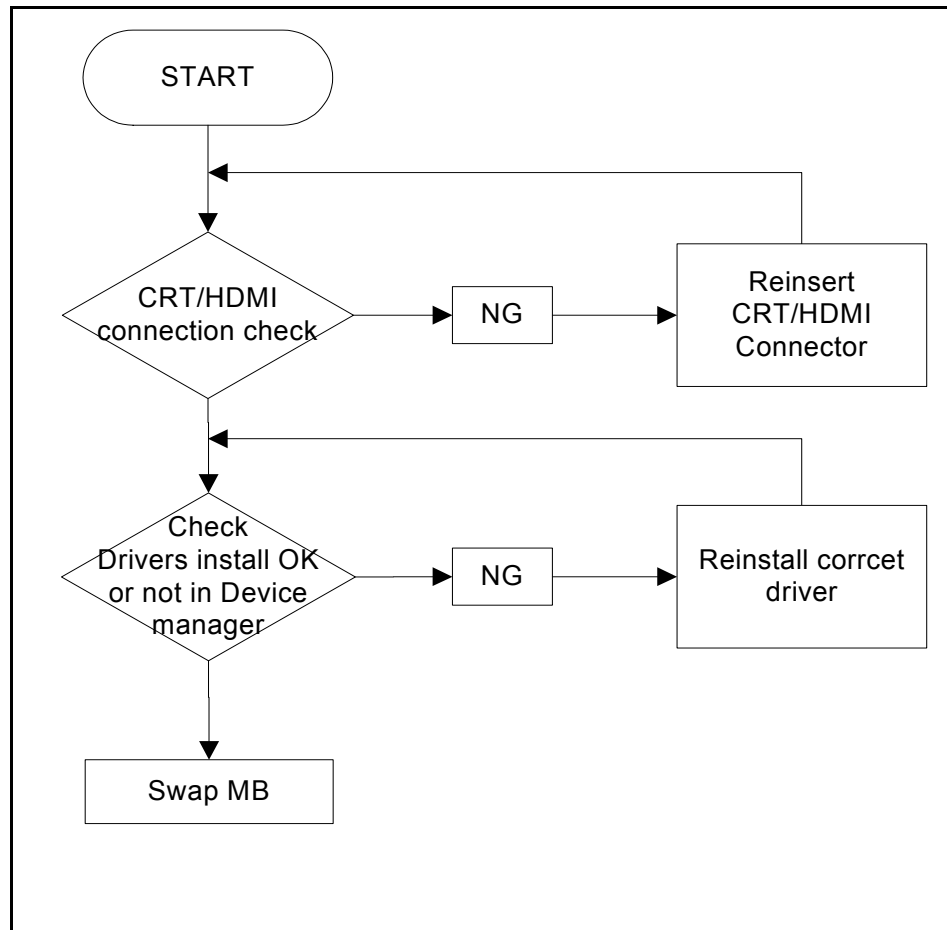 START
CRT/HDMI
connection check
NG
Reinsert
CRT/HDMI
Connector
Check
Drivers install OK
or not in Device
manager
NG
Reinstall corrcet
driver
Swap MB